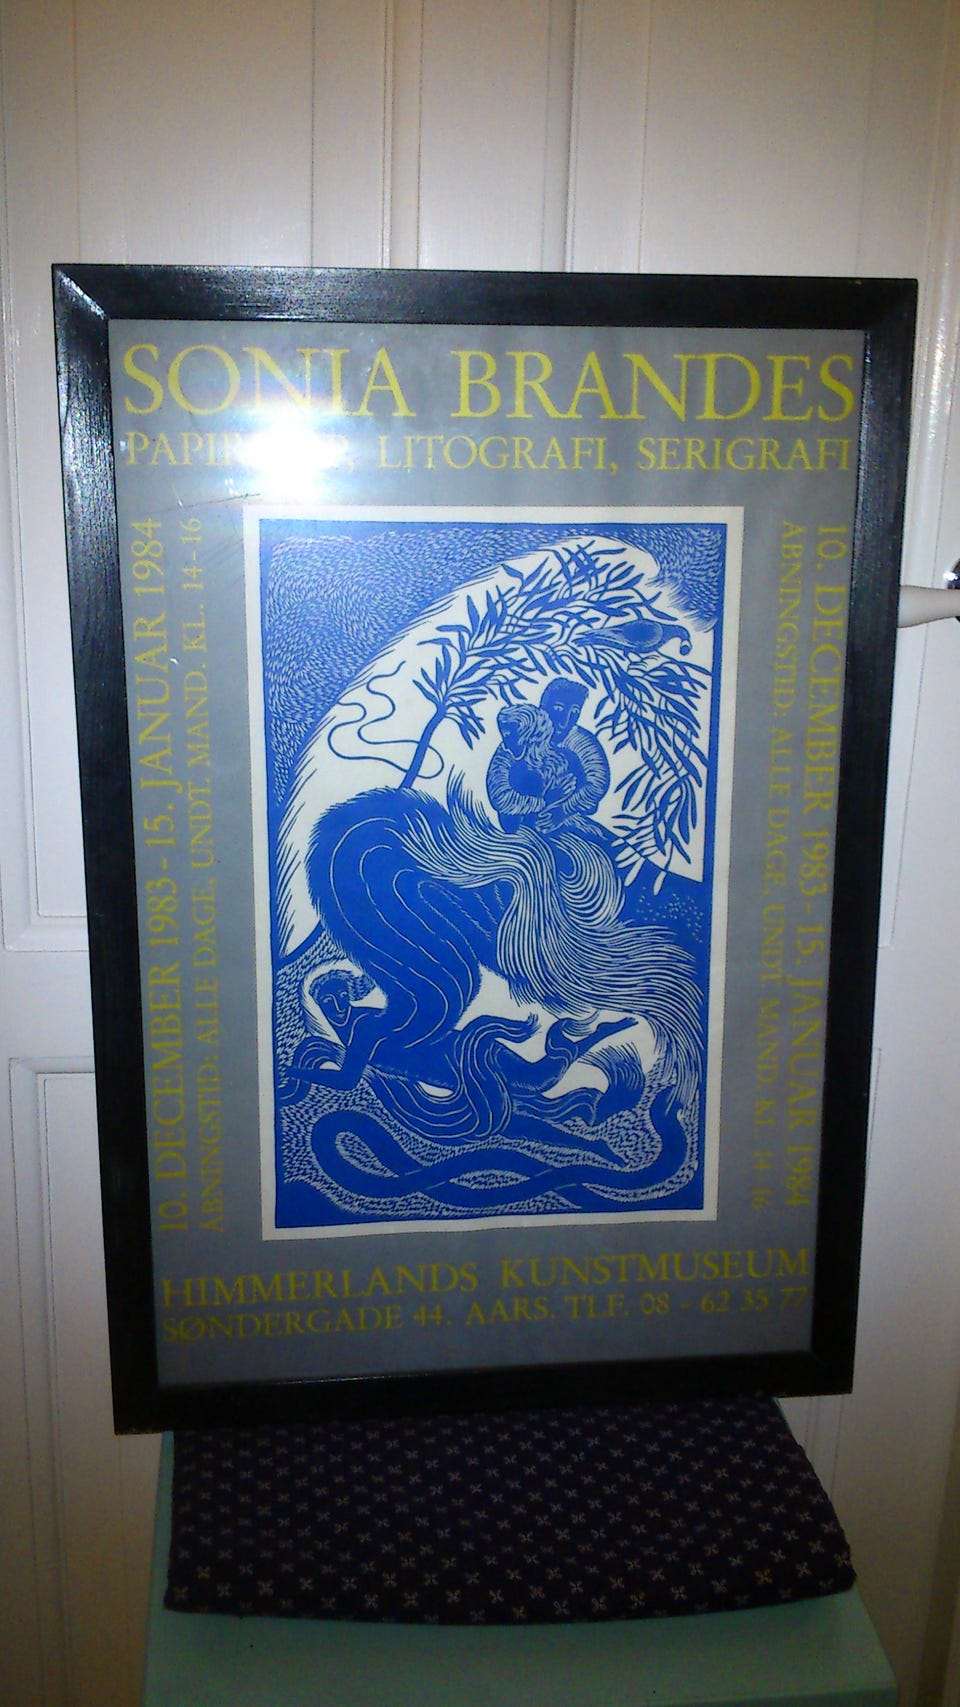 SONIA BRANDES
LITOGRAFI, SERIGRAFI
10. DECEMBER 1983 - 15. JANUAR 1984
ÅBNINGSTID: ALLE DAGE, UNDT. MAND. KL. 14 - 16
10. DECEMBER 1983 - 15. JANUAR 1984
ÅBNINGSTID: ALLE DAGE, UNDT. MAND. KL. 14 - 16
HIMMERLANDS KUNSTMUSEUM
SØNDERGADE 44. AARS. TLF. 08 - 62 35 77